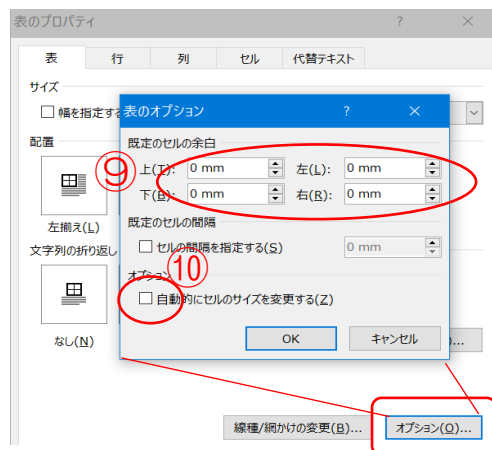 表のプロパティ ? ×
表 行 列 セル 代替テキスト
サイズ
幅を指定する
配置
左揃え(L)
文字列の折り返し
なし(N)
表のオプション ? ×
既定のセルの余白
⑨
上(T): 0 mm 左(L): 0 mm
下(B): 0 mm 右(R): 0 mm
既定のセルの間隔
セルの間隔を指定する(S) 0 mm
⑩
オプション
自動的にセルのサイズを変更する(Z)
OK キャンセル
)...
線種/網かけの変更(B)... オプション(O)...